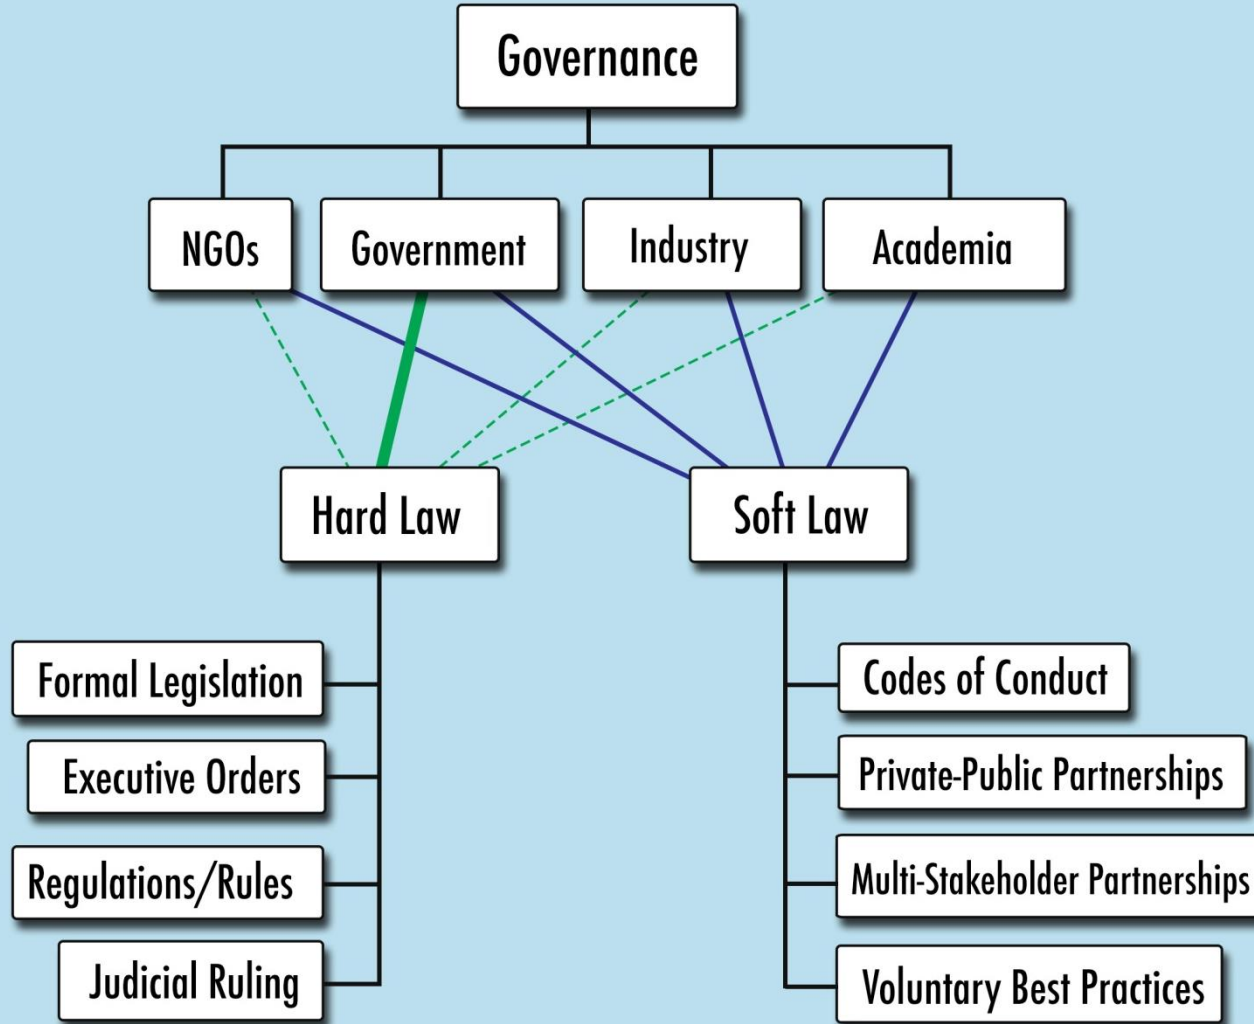 Governance
NGOs
Government
Industry
Academia
Hard Law
Soft Law
Formal Legislation
Executive Orders
Regulations/Rules
Judicial Ruling
Codes of Conduct
Private-Public Partnerships
Multi-Stakeholder Partnerships
Voluntary Best Practices